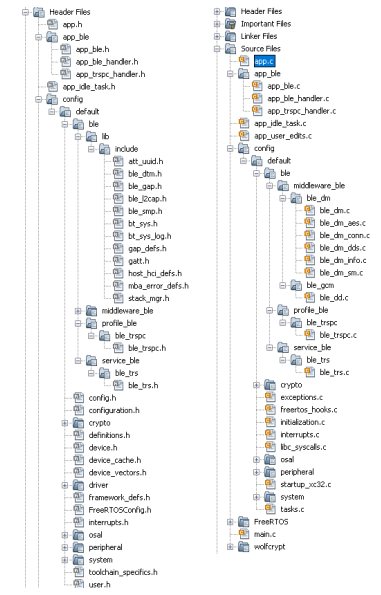 Header Files
app.h
app_ble
app_ble.h
app_ble_handler.h
app_trspc_handler.h
app_idle_task.h
config
default
ble
lib
include
att_uuid.h
ble_dtm.h
ble_gap.h
ble_l2cap.h
ble_smp.h
bt_sys.h
bt_sys_log.h
gap_defs.h
gatt.h
host_hci_defs.h
mba_error_defs.h
stack_mgr.h
middleware_ble
profile_ble
ble_trspc
ble_trspc.h
service_ble
ble_trs
ble_trs.h
config.h
configuration.h
crypto
definitions.h
device.h
device_cache.h
device_vectors.h
driver
framework_defs.h
FreeRTOSConfig.h
interrupts.h
osal
peripheral
system
toolchain_specifics.h
user.h
Header Files
Important Files
Linker Files
Source Files
app.c
app_ble
app_ble.c
app_ble_handler.c
app_trspc_handler.c
app_idle_task.c
app_user_edits.c
config
default
ble
middleware_ble
ble_dm
ble_dm.c
ble_dm_aes.c
ble_dm_conn.c
ble_dm_dds.c
ble_dm_info.c
ble_dm_sm.c
ble_gcm
ble_dd.c
profile_ble
ble_trspc
ble_trspc.c
service_ble
ble_trs
ble_trs.c
crypto
exceptions.c
freertos_hooks.c
initialization.c
interrupts.c
libc_syscalls.c
osal
peripheral
startup_xc32.c
system
tasks.c
FreeRTOS
main.c
wolfcrypt